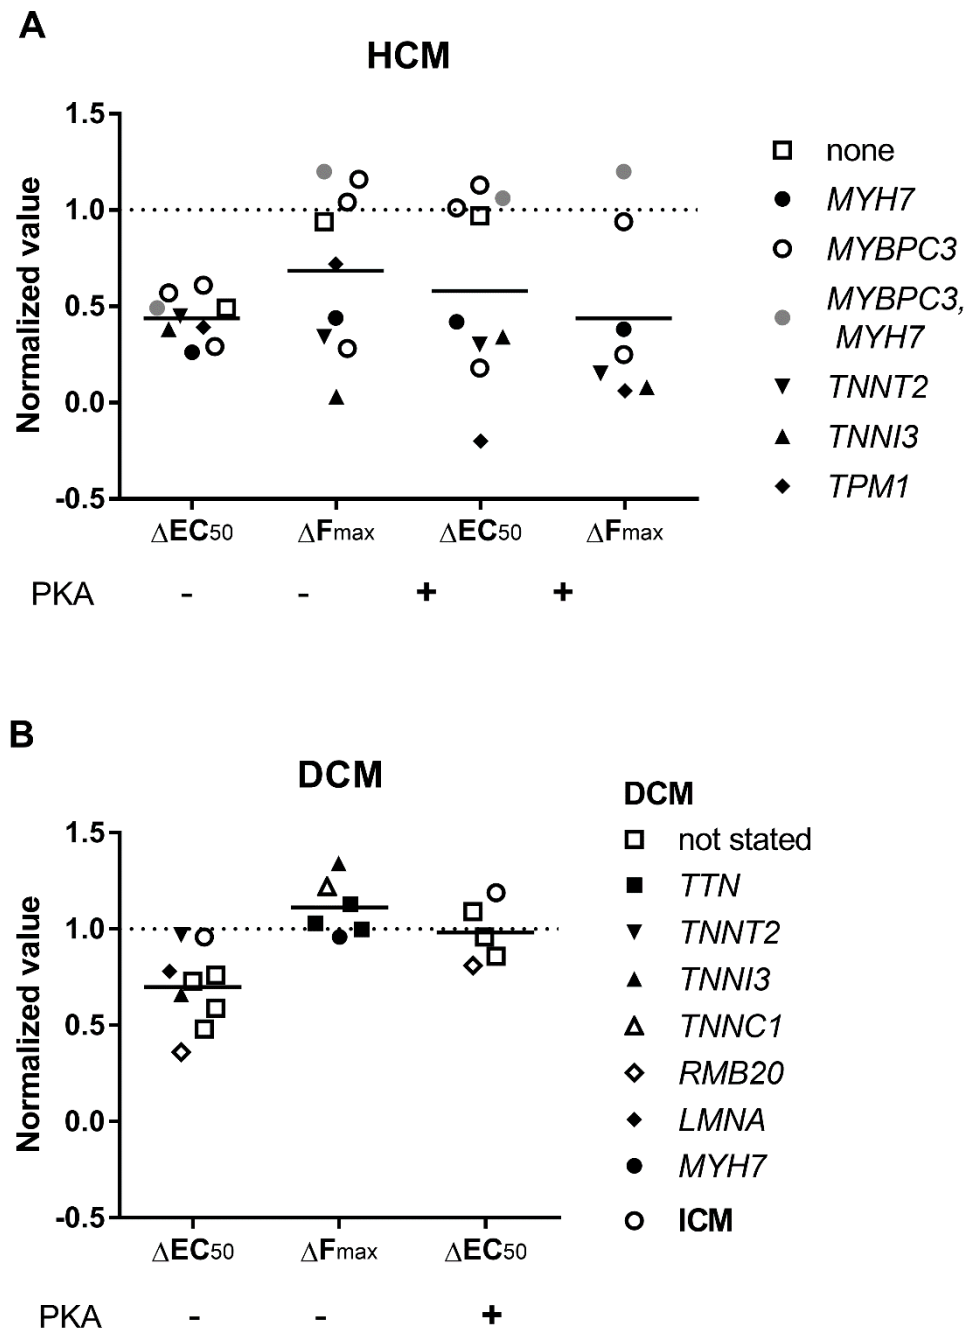 A
HCM
Normalized value
1.5
1.0
0.5
0.0
-0.5
ΔEC50 ΔFmax ΔEC50 ΔFmax
PKA - - + +
none
MYH7
MYBPC3
MYBPC3,
MYH7
TNNT2
TNNI3
TPM1
B
DCM
Normalized value
1.5
1.0
0.5
0.0
-0.5
ΔEC50 ΔFmax ΔEC50
PKA - - +
DCM
not stated
TTN
TNNT2
TNNI3
TNNC1
RMB20
LMNA
MYH7
ICM